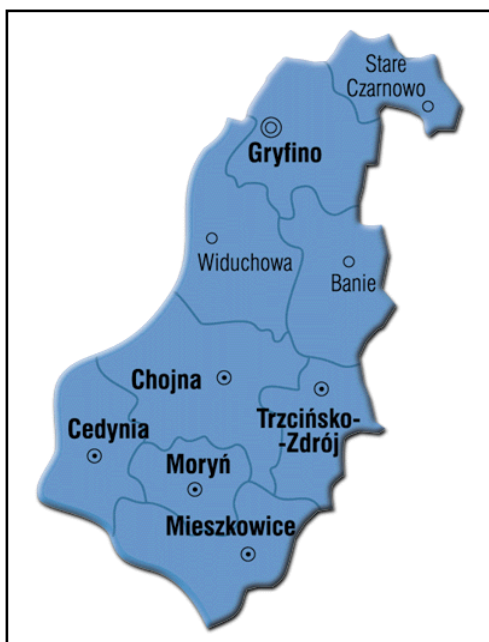 Stare
Czarnowo
Gryfino
Widuchowa
Banie
Chojna
Trzcińsko-
-Zdrój
Cedynia
Moryń
Mieszkowice